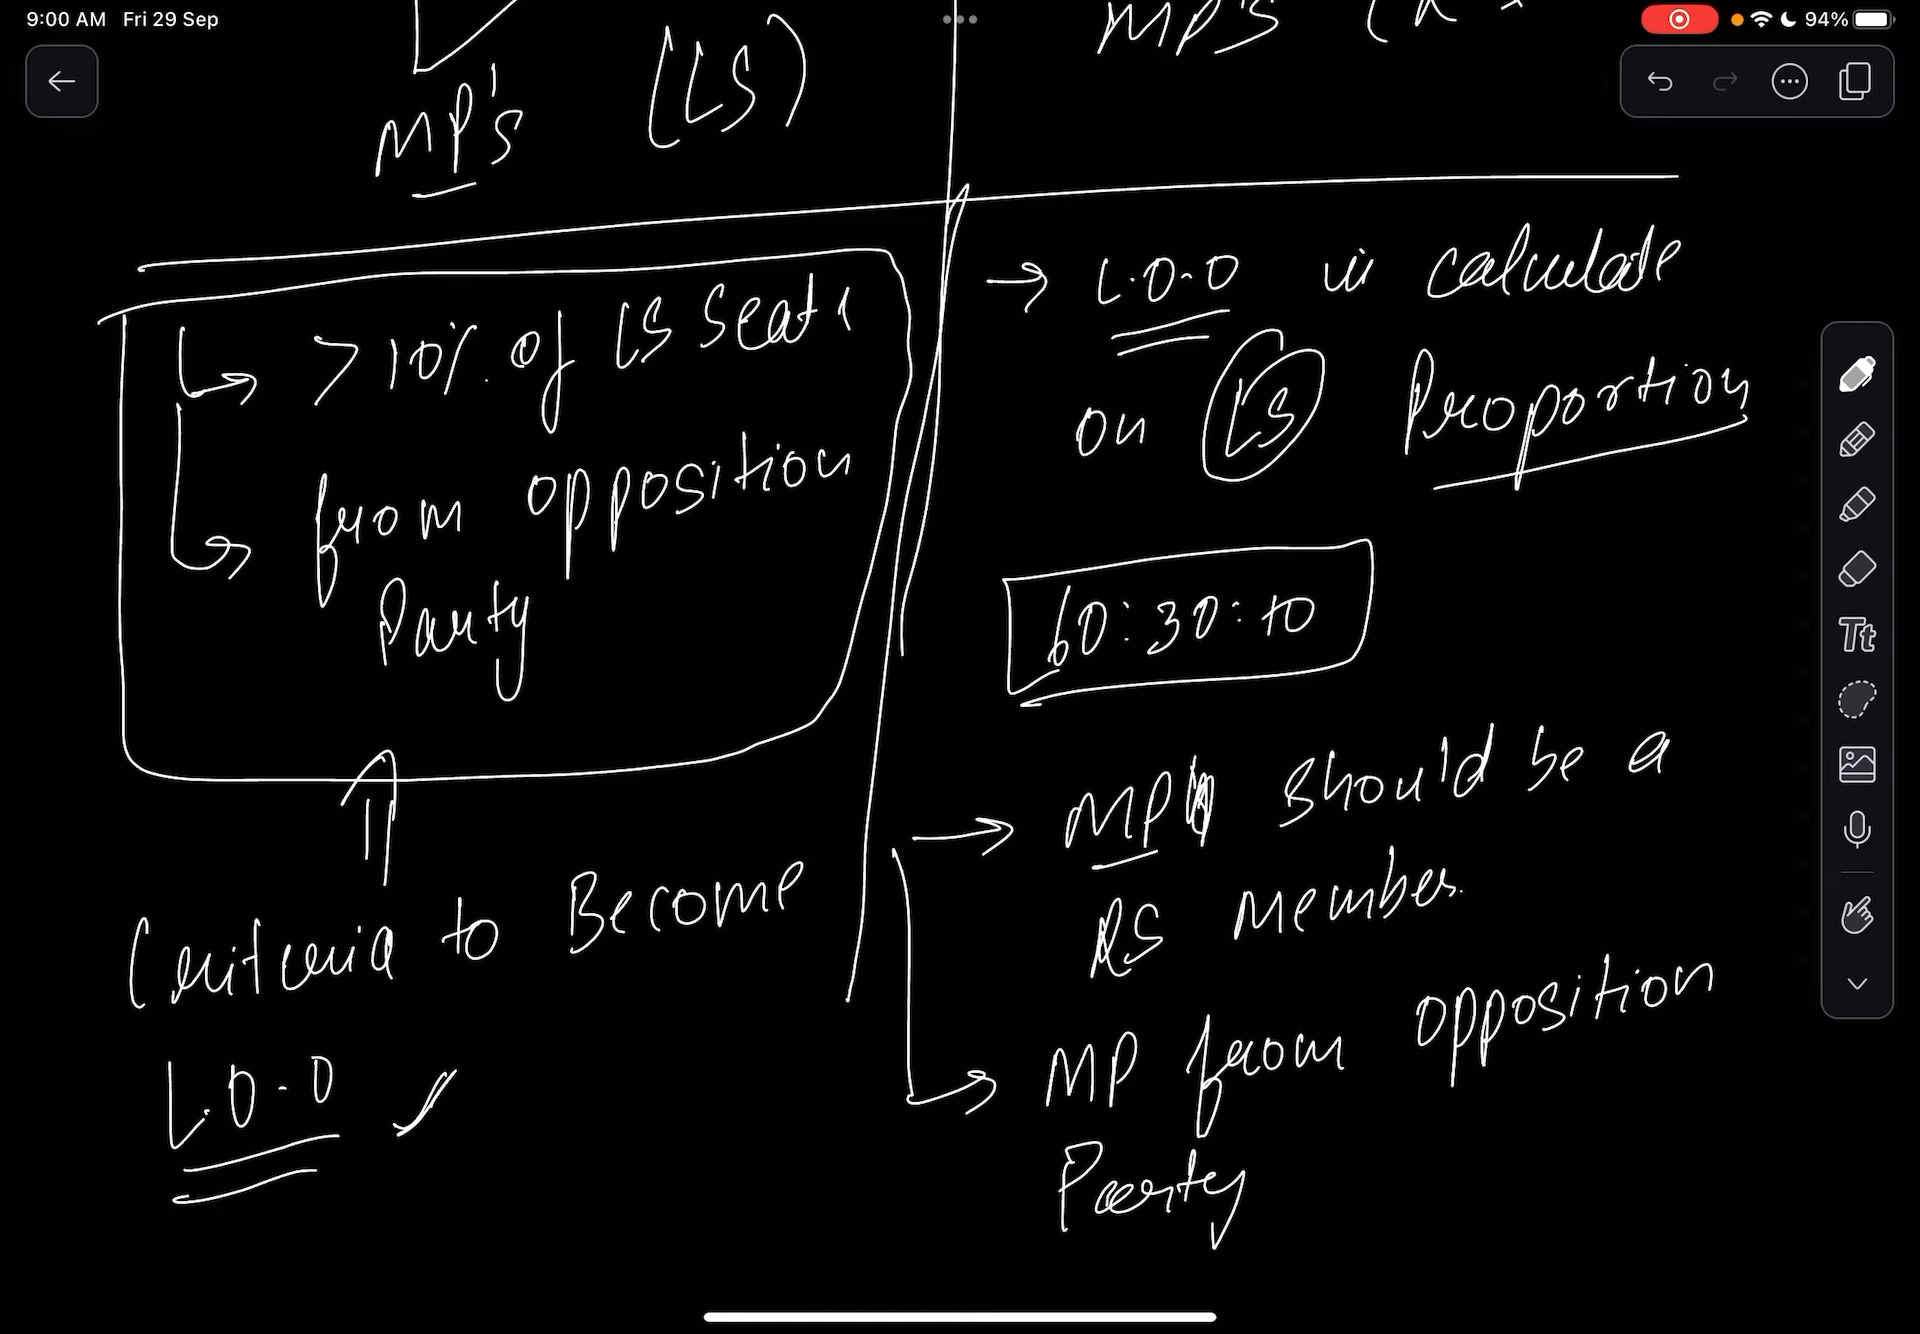 9:00 AM Fri 29 Sep
94%
MP's (LS)
MP's
>10% of LS Seats
from opposition
Party
Criteria to Become
L.O.O
→ L.O.O is calculate
on LS Proportion
60:30:10
→ MP should be a
RS Member.
MP from opposition
Party
Tt